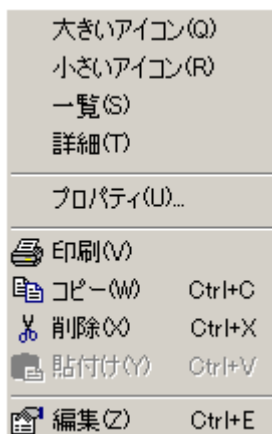 大きいアイコン(Q)
小さいアイコン(R)
一覧(S)
詳細(T)
プロパティ(U)...
印刷(V)
コピー(W) Ctrl+C
削除(X) Ctrl+X
貼付け(Y) Ctrl+V
編集(Z) Ctrl+E